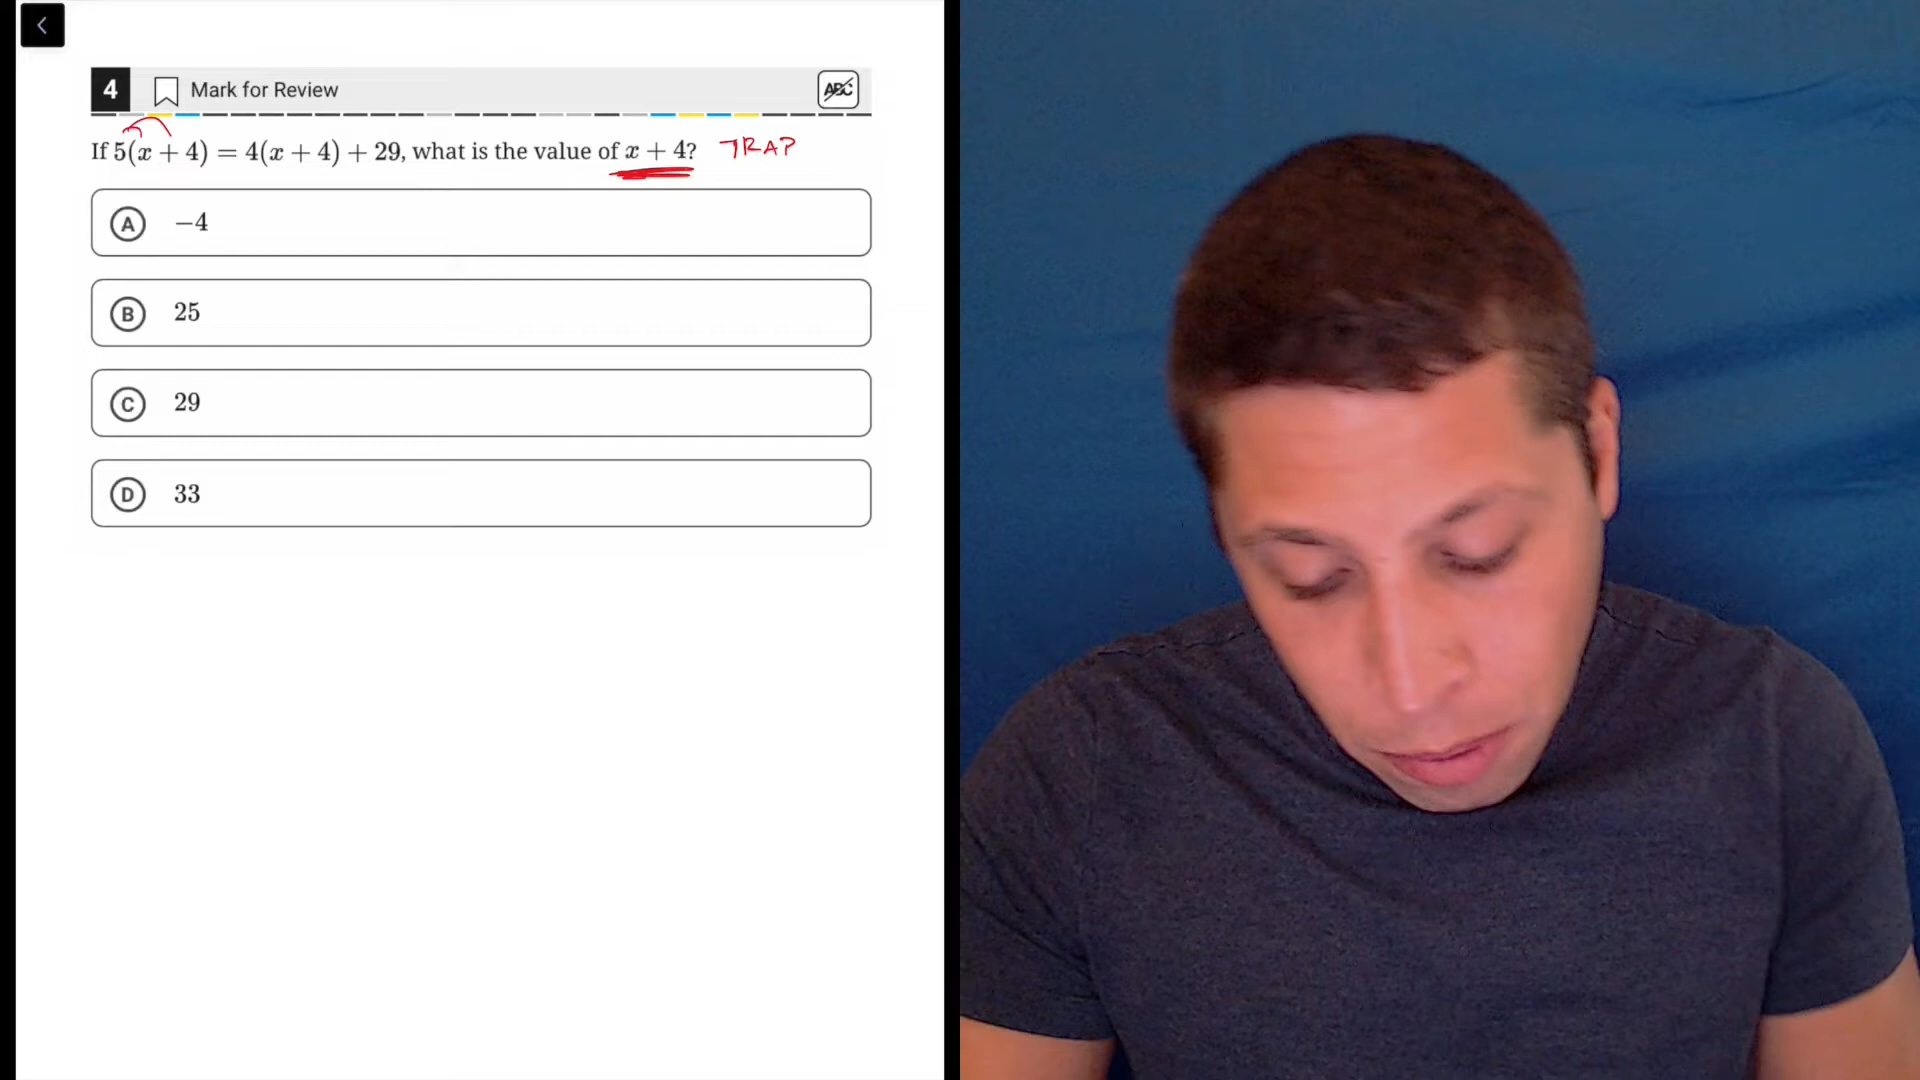 4 Mark for Review ABC
If 5(x + 4) = 4(x + 4) + 29, what is the value of x + 4? TRAP
A −4
B 25
C 29
D 33